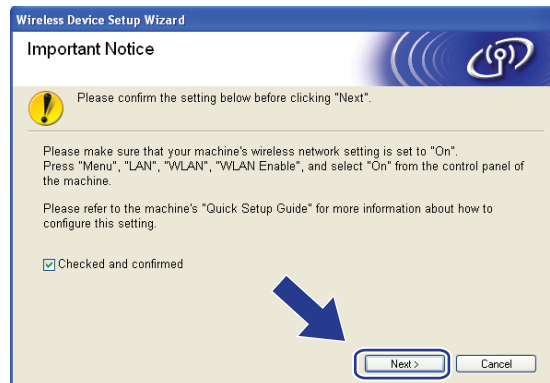 Wireless Device Setup Wizard
Important Notice
Please confirm the setting below before clicking "Next".
Please make sure that your machine's wireless network setting is set to "On".
Press "Menu", "LAN", "WLAN", "WLAN Enable", and select "On" from the control panel of
the machine.
Please refer to the machine's "Quick Setup Guide" for more information about how to
configure this setting.
Checked and confirmed
Next >
Cancel